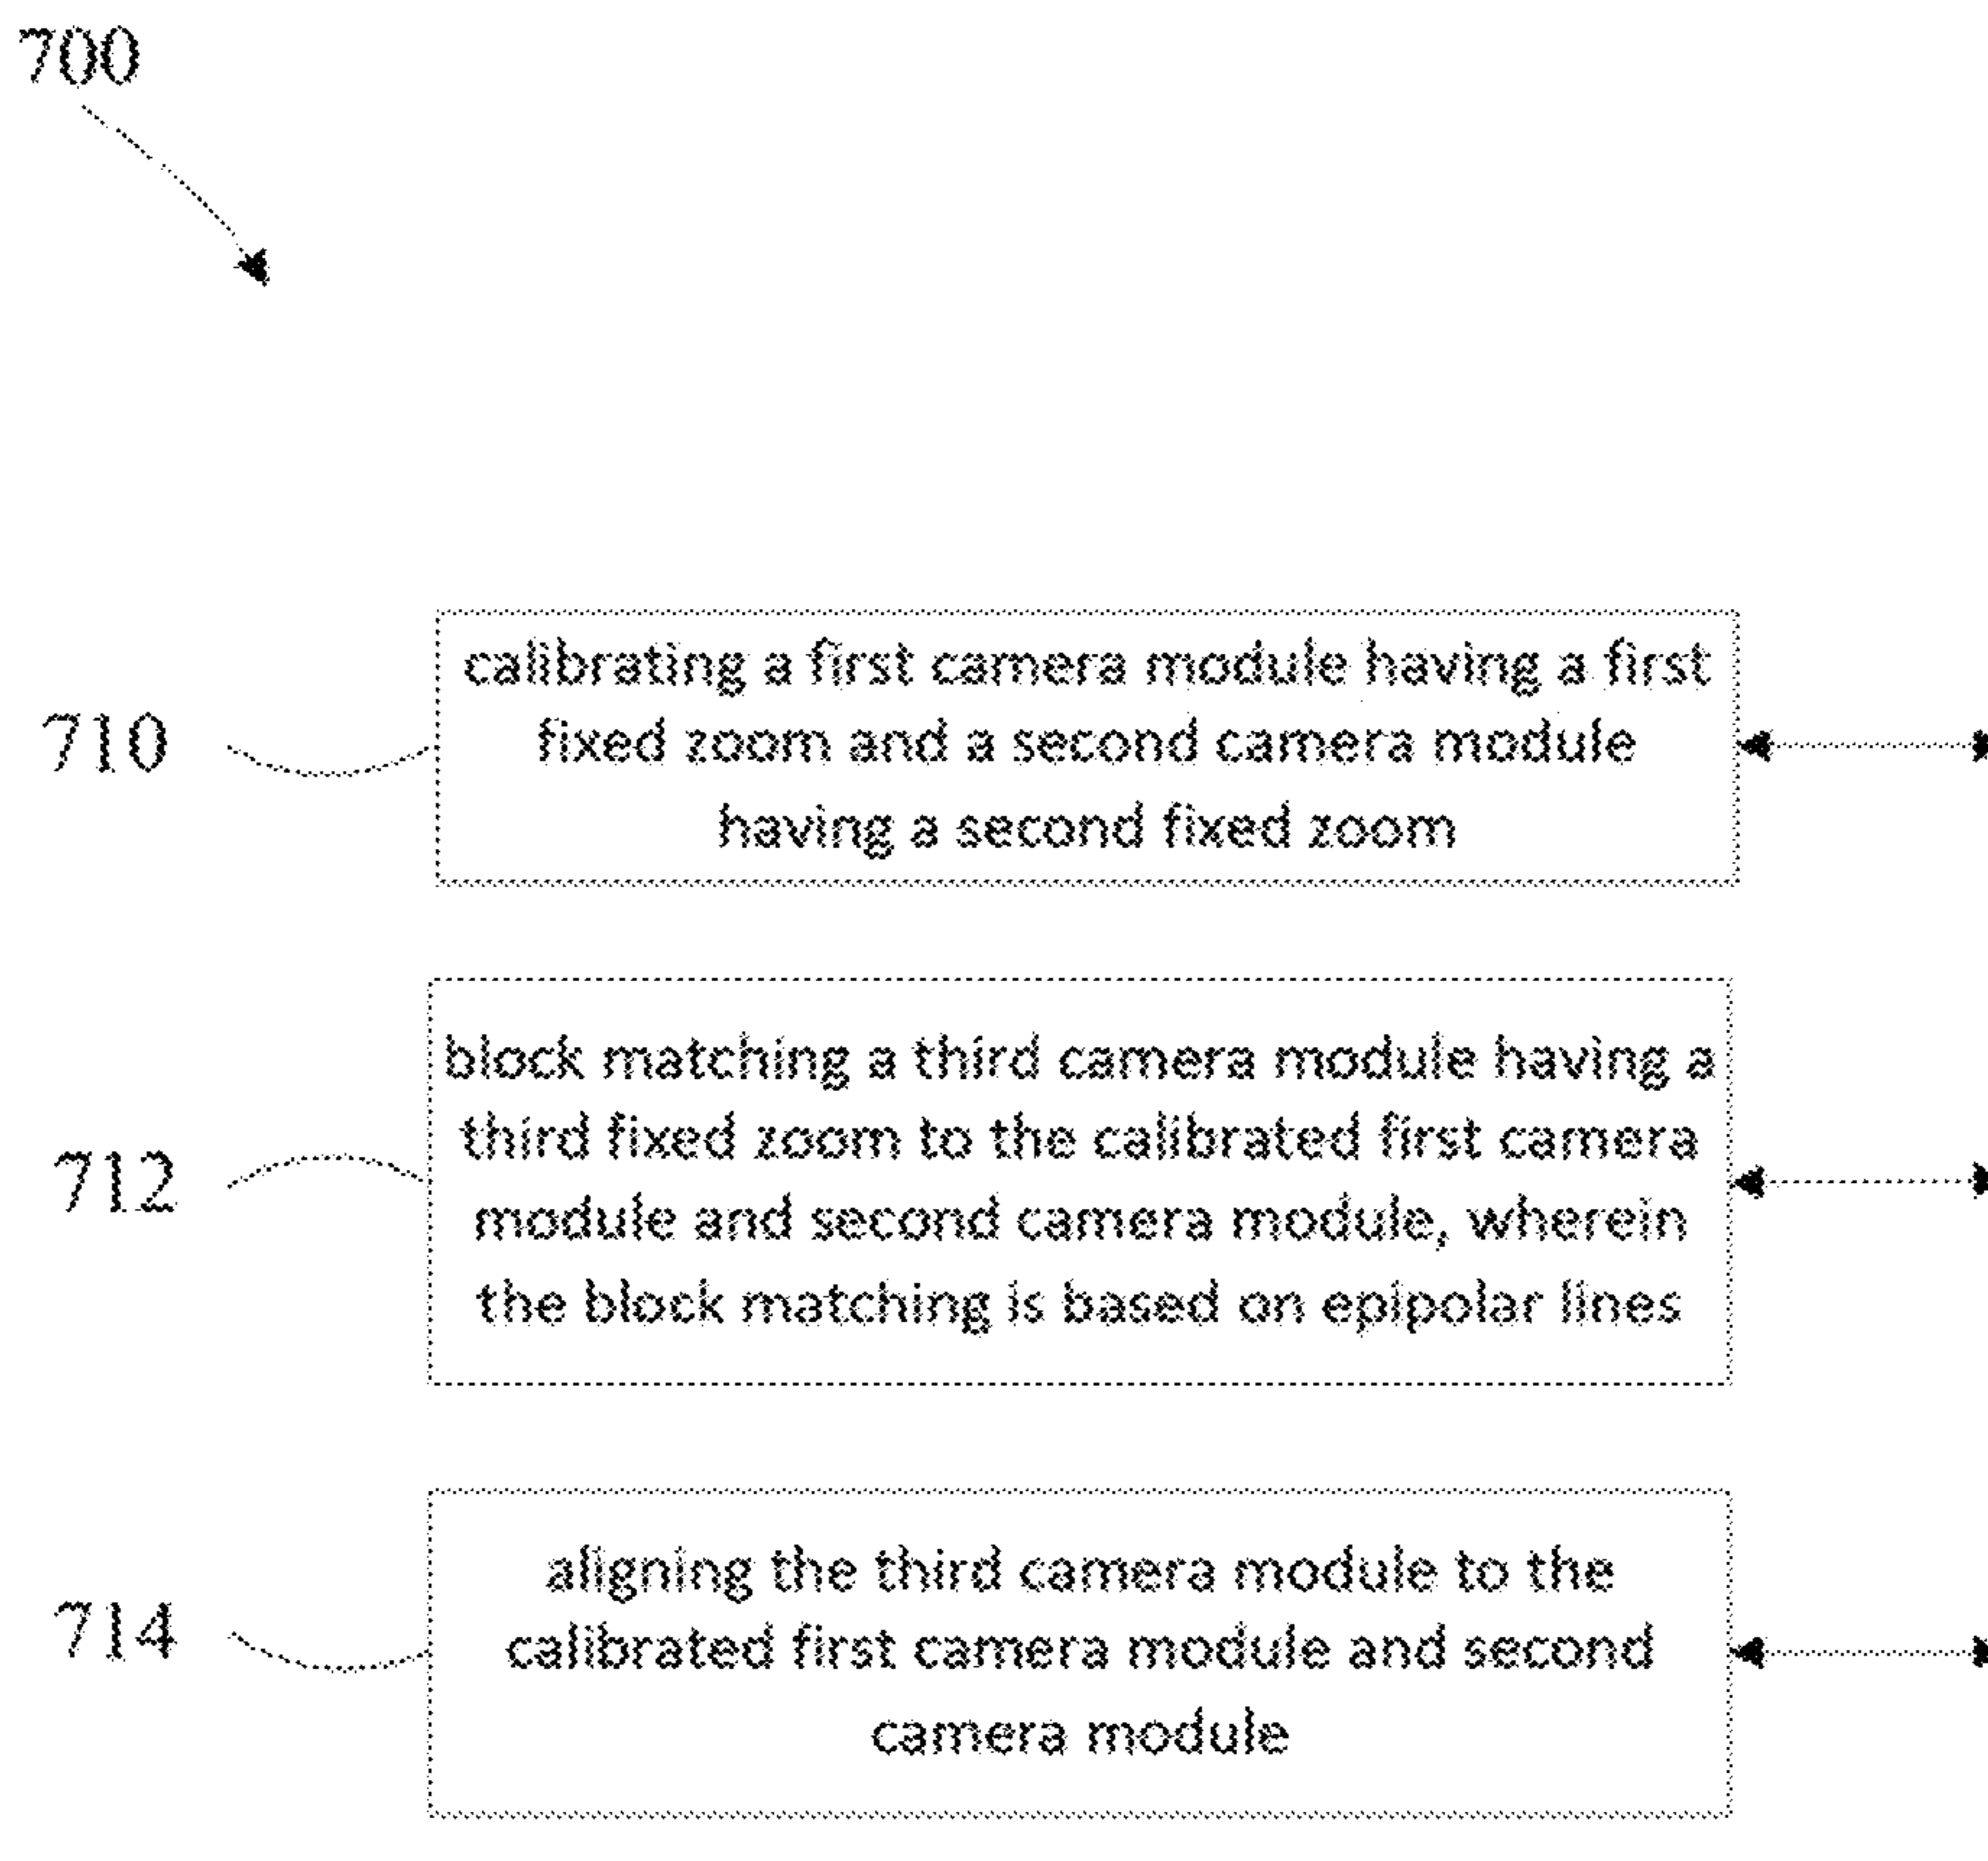 700
710
calibrating a first camera module having a first
fixed zoom and a second camera module
having a second fixed zoom
712
block matching a third camera module having a
third fixed zoom to the calibrated first camera
module and second camera module, wherein
the block matching is based on epipolar lines
714
aligning the third camera module to the
calibrated first camera module and second
camera module